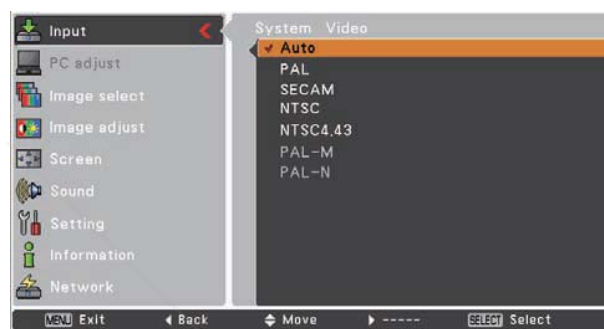 Input
PC adjust
Image select
Image adjust
Screen
Sound
Setting
Information
Network
System Video
Auto
PAL
SECAM
NTSC
NTSC4.43
PAL-M
PAL-N
MENU Exit Back Move ----- SELECT Select